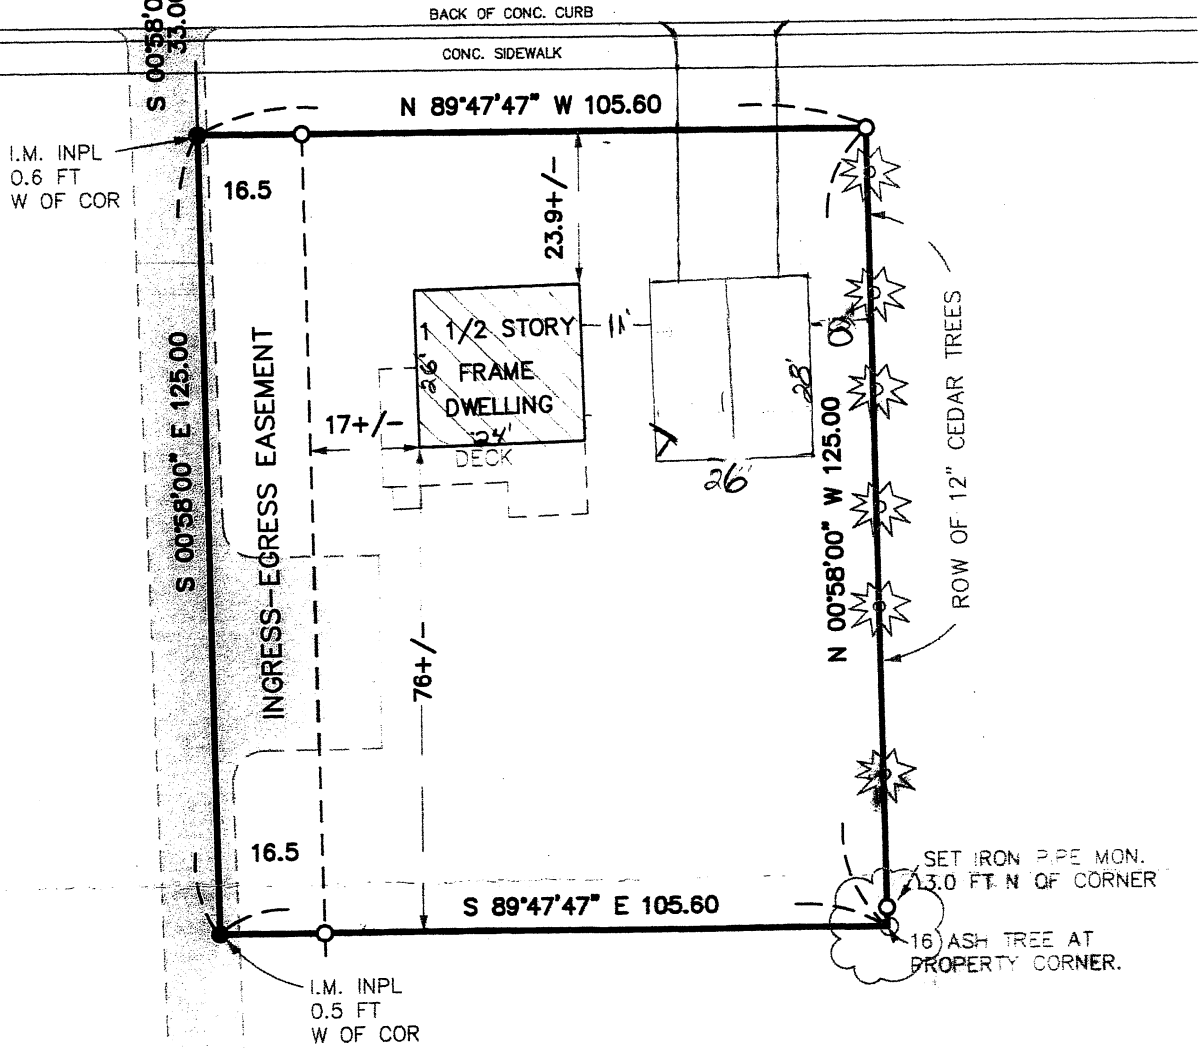 BACK OF CONC. CURB
CONC. SIDEWALK
S 00°58'0
33.00
N 89°47'47" W 105.60
I.M. INPL
0.6 FT
W OF COR
16.5
23.9+/-
1 1/2 STORY
FRAME
DWELLING
26'
24'
11'
28'
26'
8
17+/-
DECK
S 00°58'00" E 125.00
INGRESS-EGRESS EASEMENT
N 00°58'00" W 125.00
ROW OF 12" CEDAR TREES
76+/-
16.5
S 89°47'47" E 105.60
SET IRON PIPE MON.
3.0 FT N OF CORNER
16 ASH TREE AT
PROPERTY CORNER.
I.M. INPL
0.5 FT
W OF COR